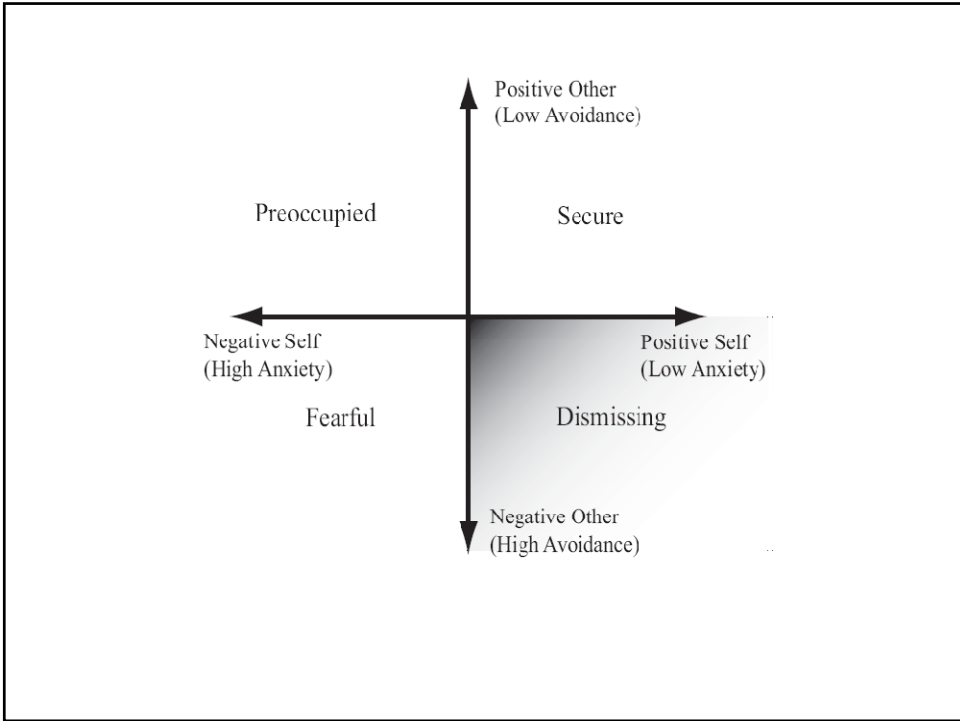 Positive Other
(Low Avoidance)
Preoccupied
Secure
Negative Self
(High Anxiety)
Positive Self
(Low Anxiety)
Fearful
Dismissing
Negative Other
(High Avoidance)